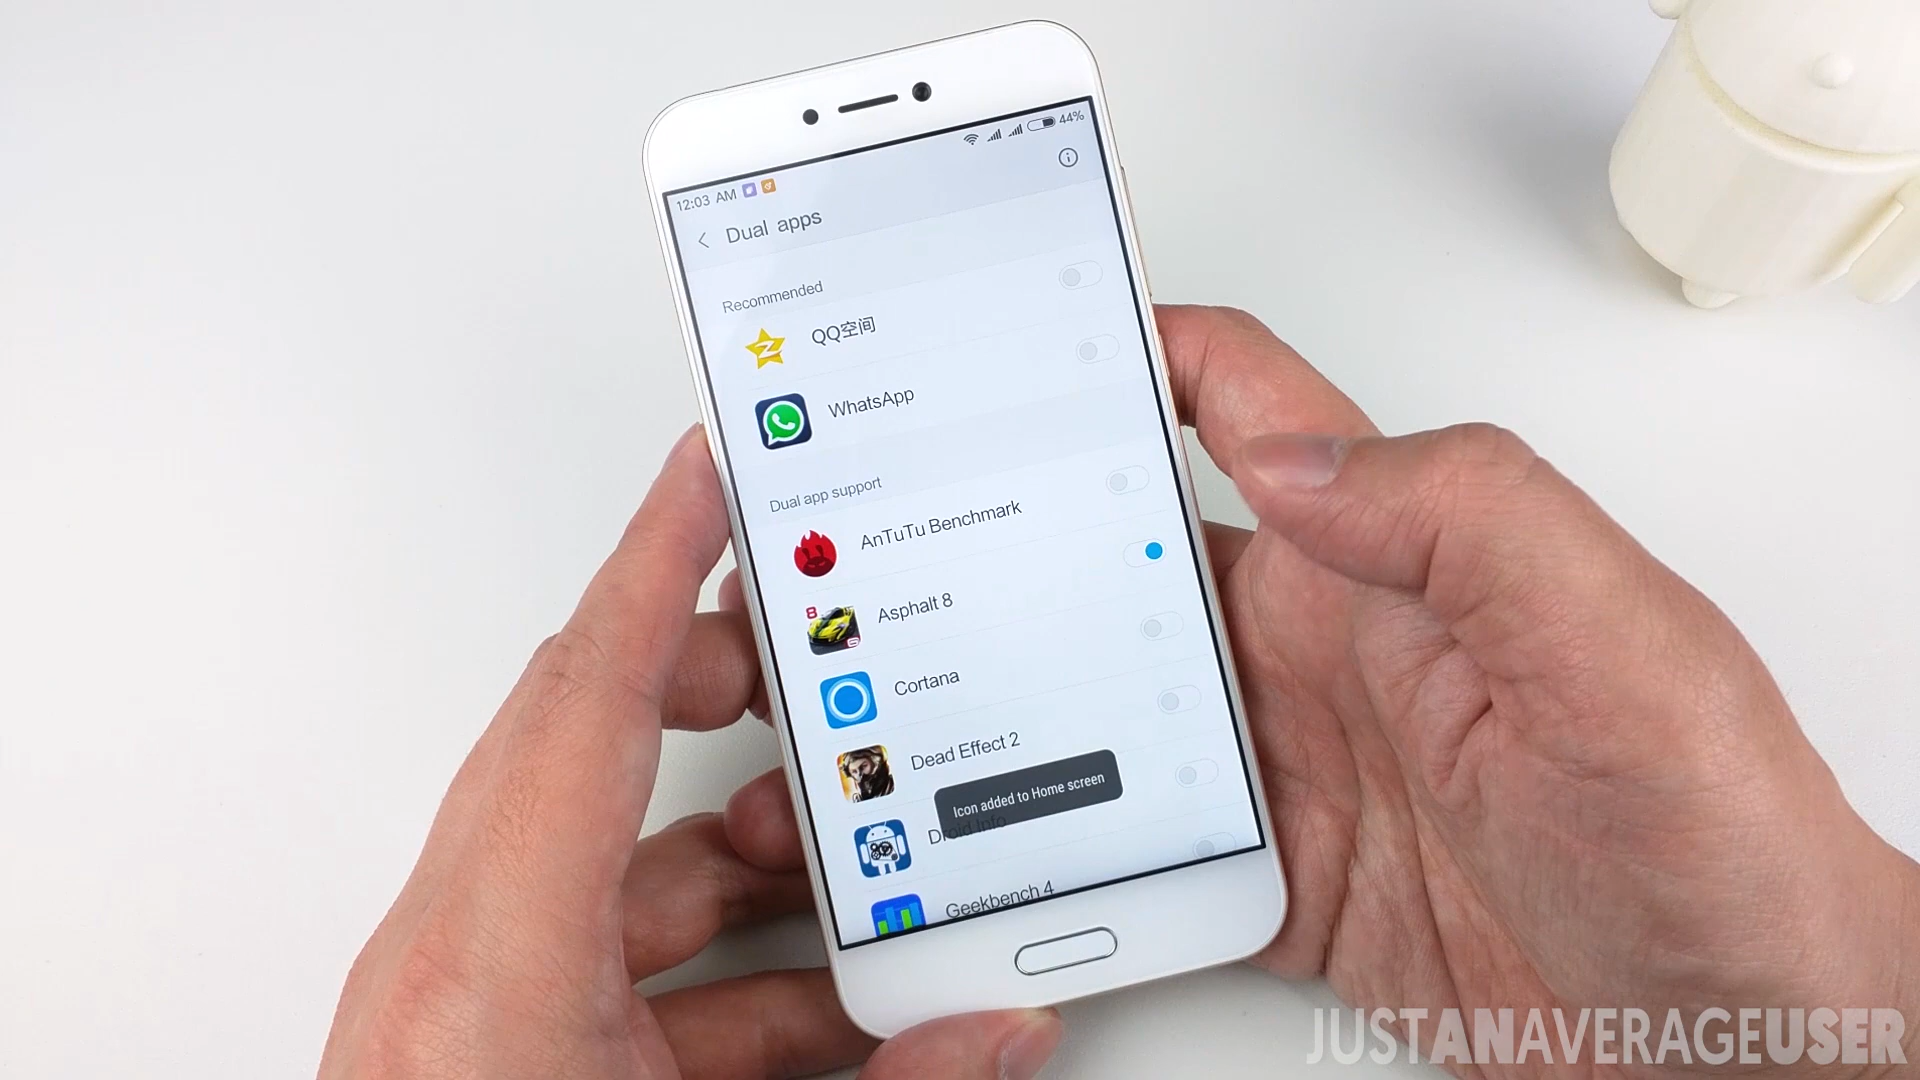 12:03 AM
44%
Dual apps
Recommended
QQ空间
WhatsApp
Dual app support
AnTuTu Benchmark
Asphalt 8
Cortana
Dead Effect 2
Icon added to Home screen
Droid Info
Geekbench 4
JUSTANAVERAGEUSER